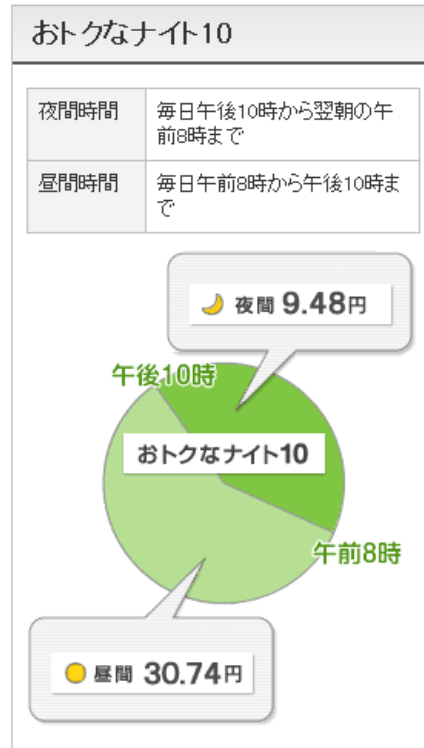 おトクなナイト10
夜間時間
毎日午後10時から翌朝の午
前8時まで
昼間時間
毎日午前8時から午後10時ま
で
夜間 9.48円
午後10時
おトクなナイト10
午前8時
昼間 30.74円